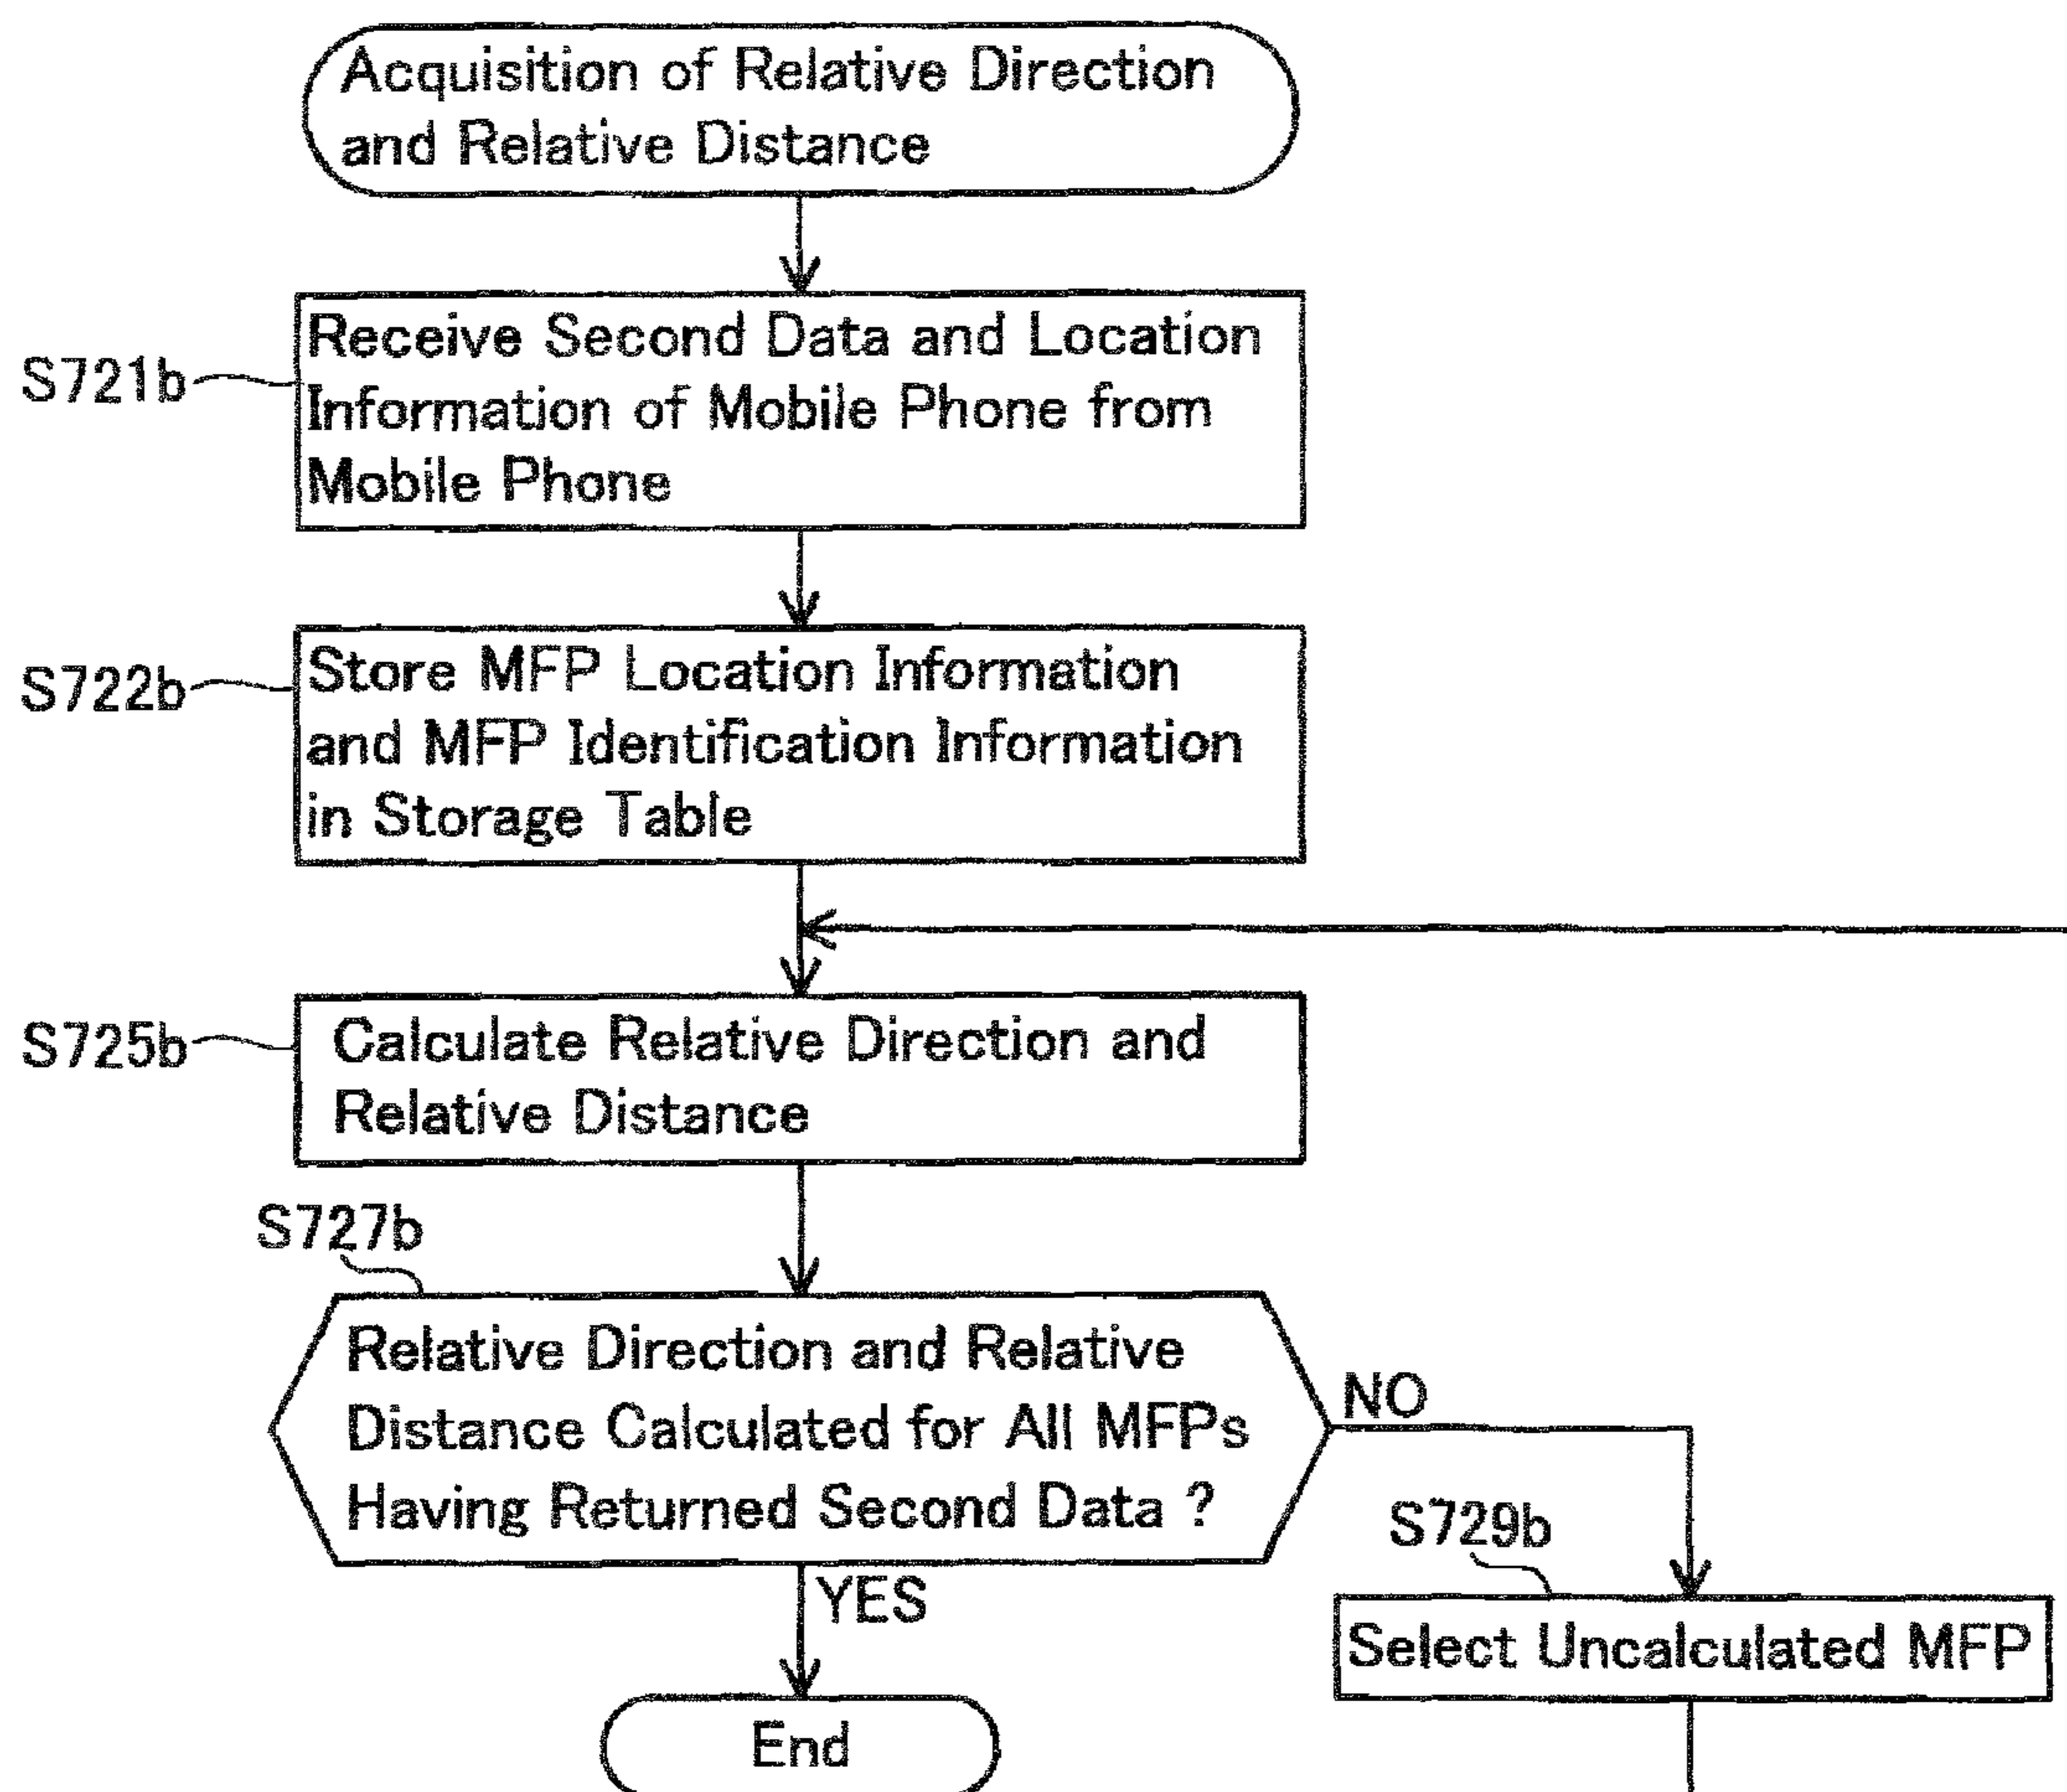 Acquisition of Relative Direction
and Relative Distance
S721b
Receive Second Data and Location
Information of Mobile Phone from
Mobile Phone
S722b
Store MFP Location Information
and MFP Identification Information
in Storage Table
S725b
Calculate Relative Direction and
Relative Distance
S727b
Relative Direction and Relative
Distance Calculated for All MFPs
Having Returned Second Data ?
NO
S729b
Select Uncalculated MFP
YES
End